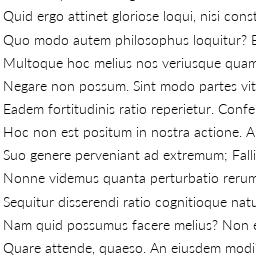 Quid ergo attinet gloriose loqui, nisi const
Quo modo autem philosophus loquitur? E
Multoque hoc melius nos veriusque quam
Negare non possum. Sint modo partes vit
Eadem fortitudinis ratio reperietur. Confe
Hoc non est positum in nostra actione. A
Suo genere perveniant ad extremum; Falli
Nonne videmus quanta perturbatio rerum
Sequitur disserendi ratio cognitioque natu
Nam quid possumus facere melius? Non e
Quare attende, quaeso. An eiusdem modi